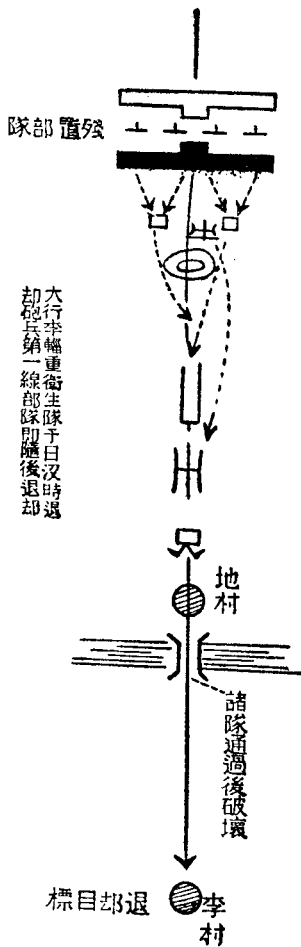 殘置部隊
大行李輜重衛生隊于日没時退
却砲兵第一線部隊即隨後退却
地村
諸隊通過後破壞
退却目標
李村